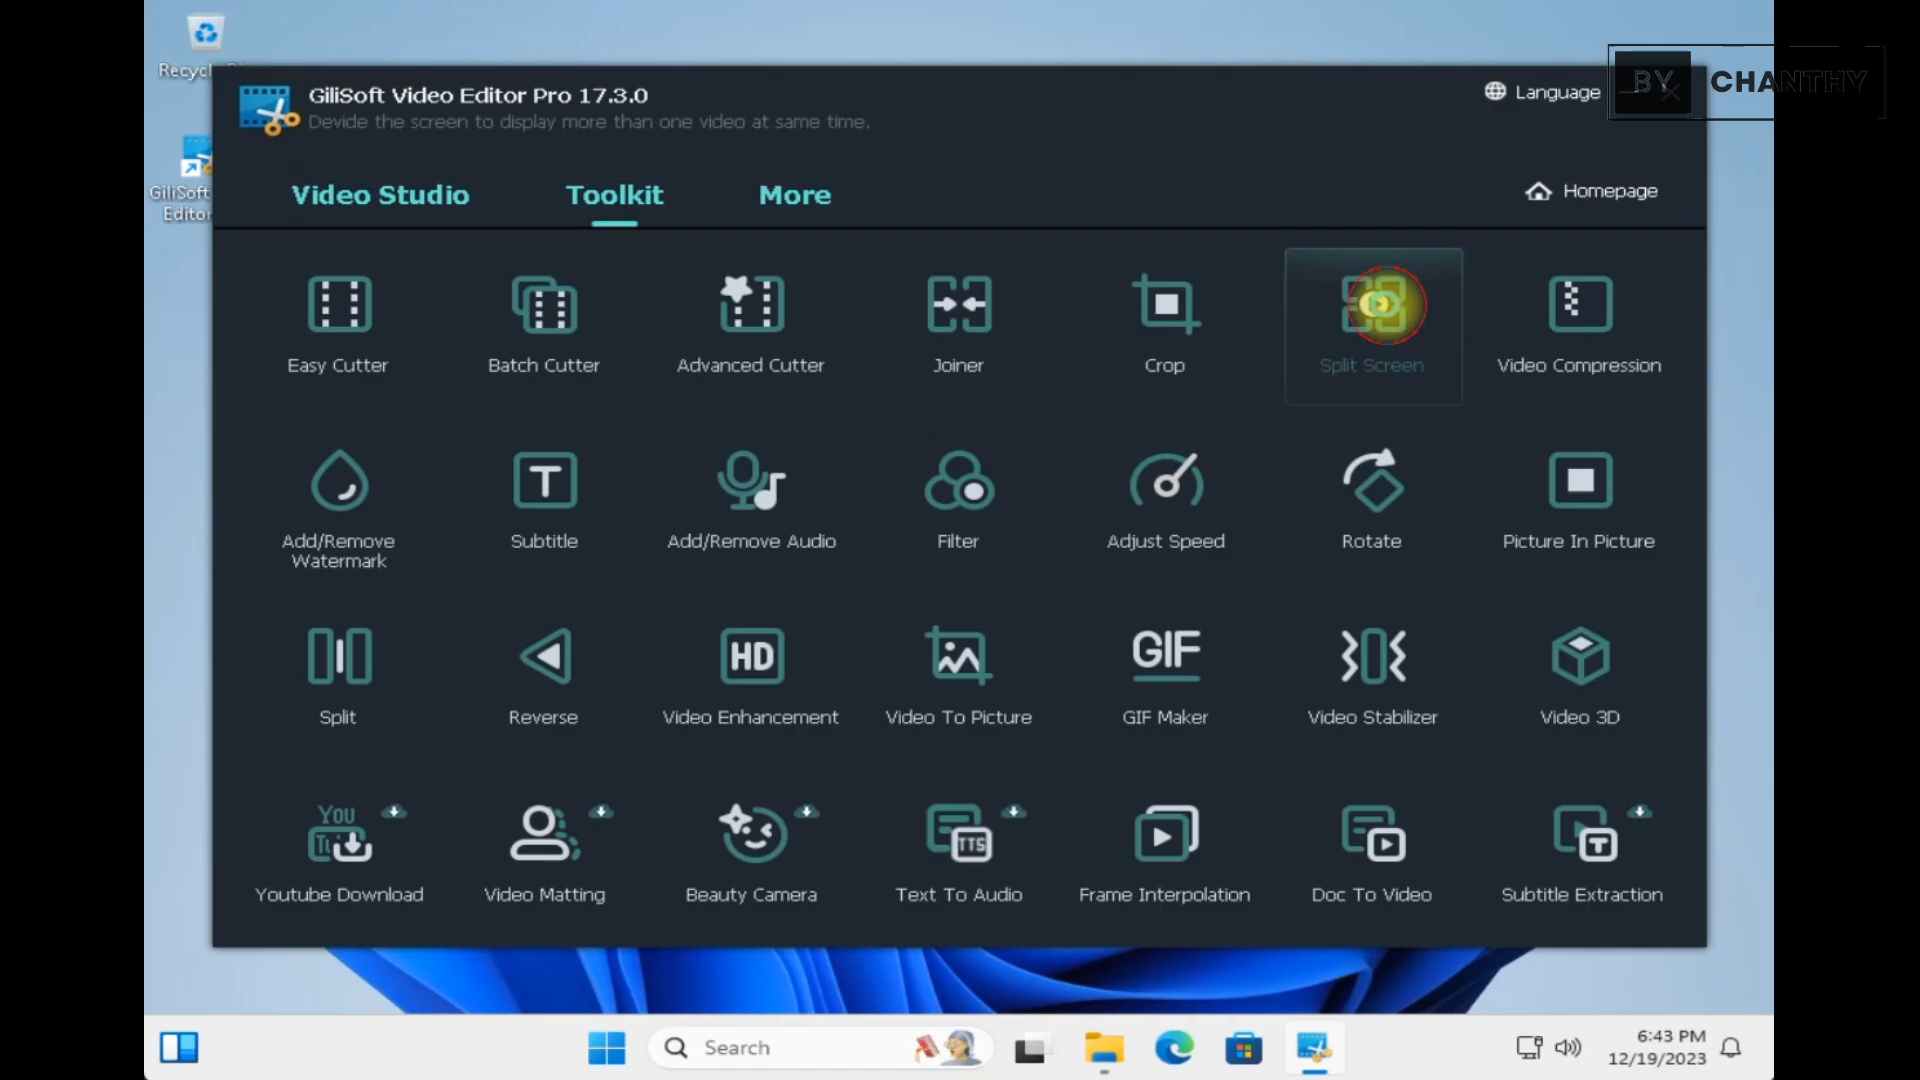 GiliSoft Video Editor Pro 17.3.0
Devide the screen to display more than one video at same time.
Language
BY CHANTHY
GiliSoft
Video Studio
Toolkit
More
Homepage
Easy Cutter
Batch Cutter
Advanced Cutter
Joiner
Crop
Split Screen
Video Compression
Add/Remove
Watermark
Subtitle
Add/Remove Audio
Filter
Adjust Speed
Rotate
Picture In Picture
Split
Reverse
HD
Video Enhancement
Video To Picture
GIF
GIF Maker
Video Stabilizer
Video 3D
You
Youtube Download
Video Matting
Beauty Camera
TTS
Text To Audio
Frame Interpolation
Doc To Video
T
Subtitle Extraction
Search
6:43 PM
12/19/2023